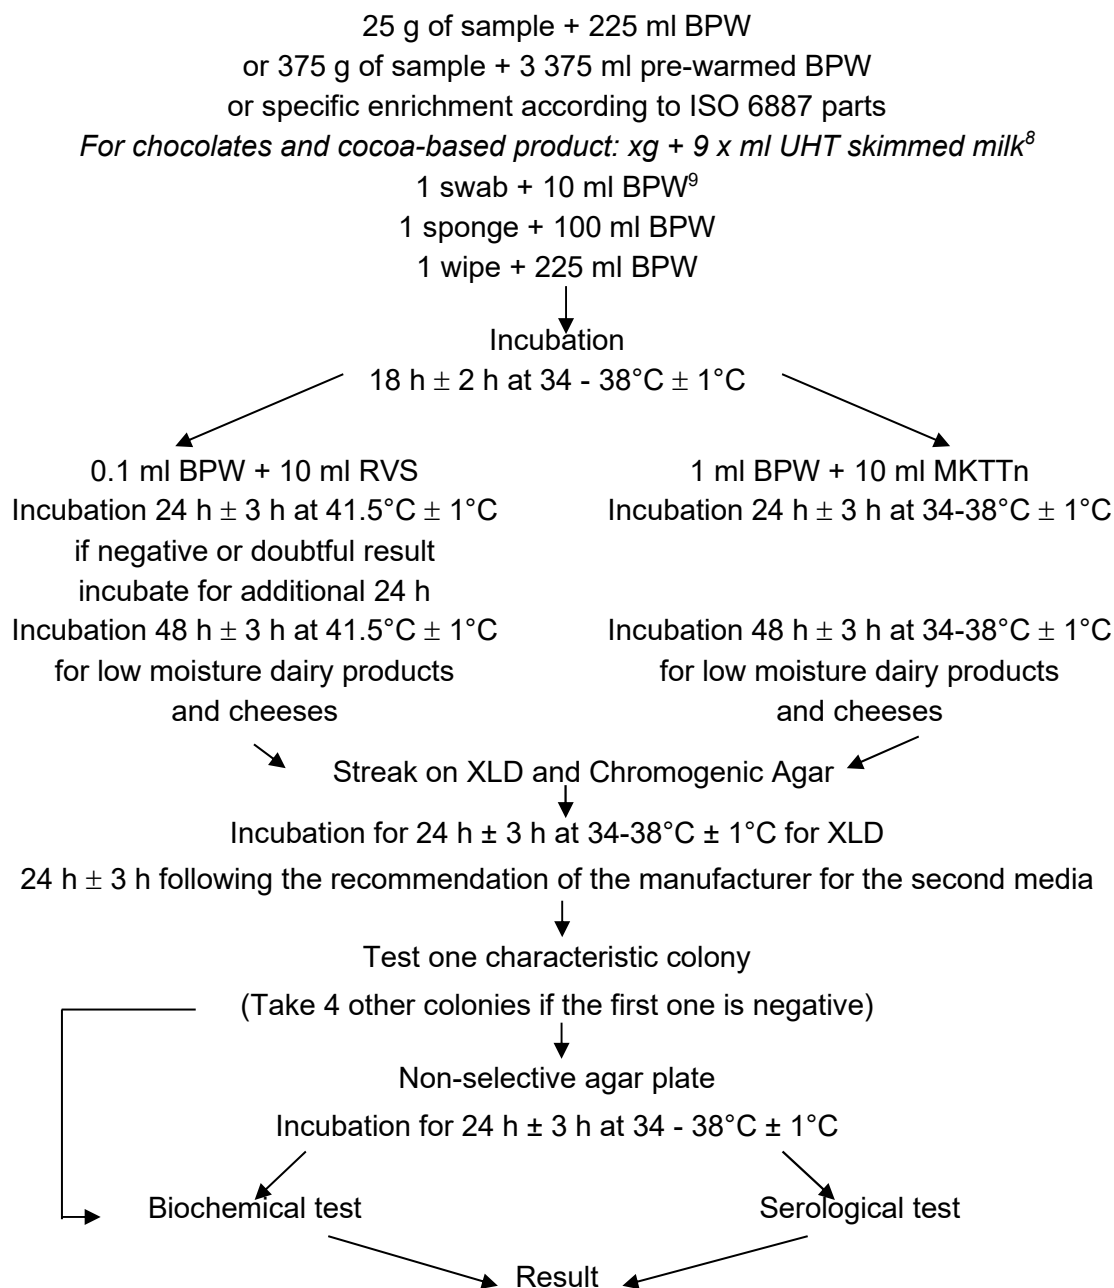 25 g of sample + 225 ml BPW
or 375 g of sample + 3 375 ml pre-warmed BPW
or specific enrichment according to ISO 6887 parts
For chocolates and cocoa-based product: xg + 9 x ml UHT skimmed milk⁸
1 swab + 10 ml BPW⁹
1 sponge + 100 ml BPW
1 wipe + 225 ml BPW
Incubation
18 h ± 2 h at 34 - 38°C ± 1°C
0.1 ml BPW + 10 ml RVS
Incubation 24 h ± 3 h at 41.5°C ± 1°C
if negative or doubtful result
incubate for additional 24 h
Incubation 48 h ± 3 h at 41.5°C ± 1°C
for low moisture dairy products
and cheeses
1 ml BPW + 10 ml MKTTn
Incubation 24 h ± 3 h at 34-38°C ± 1°C
Incubation 48 h ± 3 h at 34-38°C ± 1°C
for low moisture dairy products
and cheeses
Streak on XLD and Chromogenic Agar
Incubation for 24 h ± 3 h at 34-38°C ± 1°C for XLD
24 h ± 3 h following the recommendation of the manufacturer for the second media
Test one characteristic colony
(Take 4 other colonies if the first one is negative)
Non-selective agar plate
Incubation for 24 h ± 3 h at 34 - 38°C ± 1°C
Biochemical test
Serological test
Result